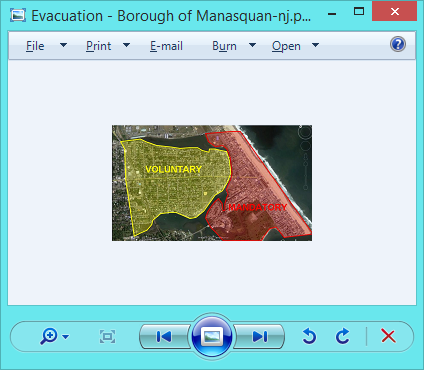 Evacuation - Borough of Manasquan-nj.p...
File Print E-mail Burn Open
VOLUNTARY
MANDATORY